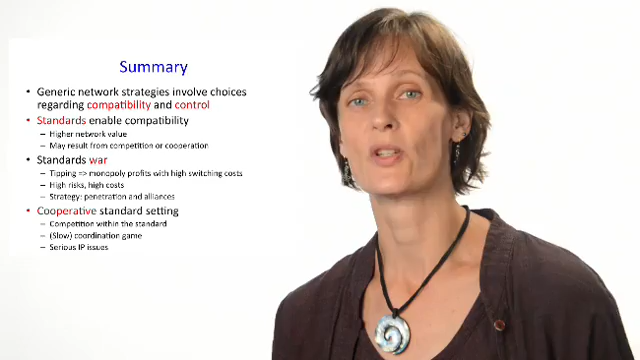 Summary
• Generic network strategies involve choices
regarding compatibility and control
• Standards enable compatibility
– Higher network value
– May result from competition or cooperation
• Standards war
– Tipping => monopoly profits with high switching costs
– High risks, high costs
– Strategy: penetration and alliances
• Cooperative standard setting
– Competition within the standard
– (Slow) coordination game
– Serious IP issues